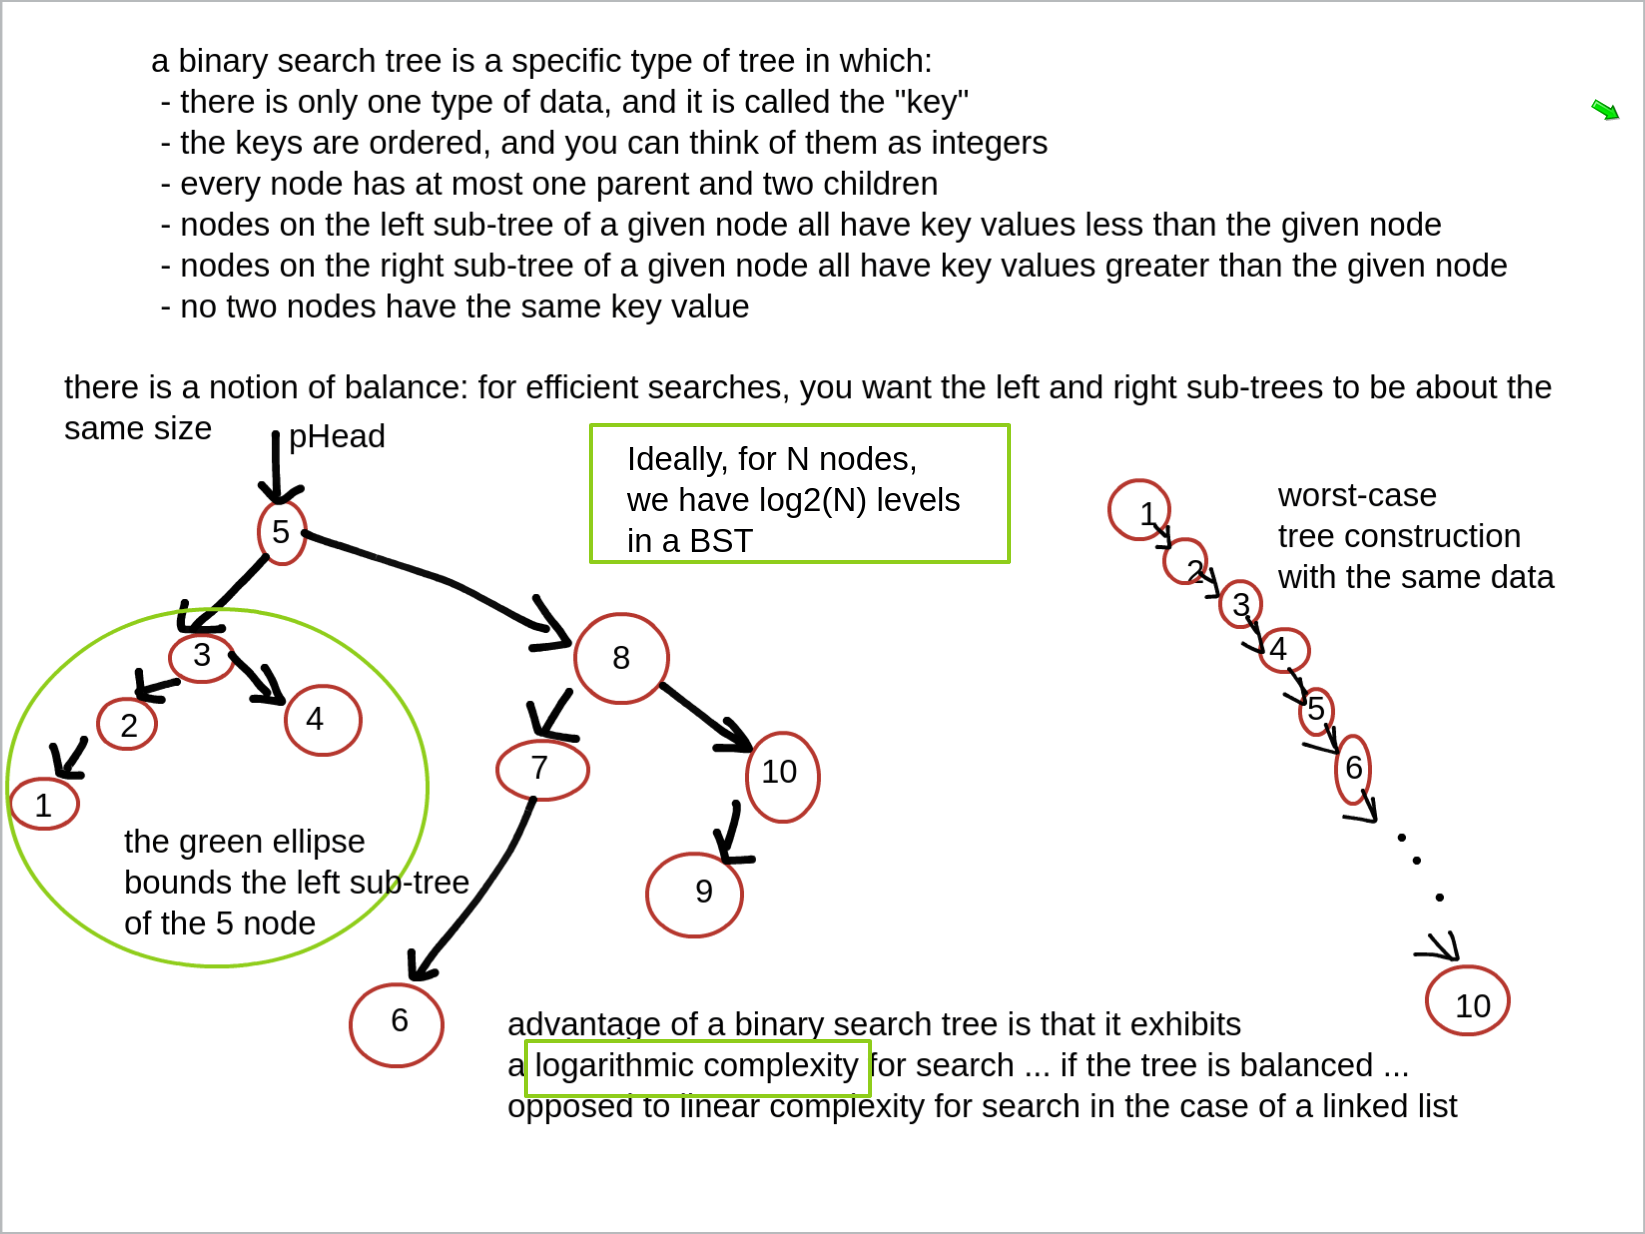 a binary search tree is a specific type of tree in which:
- there is only one type of data, and it is called the "key"
- the keys are ordered, and you can think of them as integers
- every node has at most one parent and two children
- nodes on the left sub-tree of a given node all have key values less than the given node
- nodes on the right sub-tree of a given node all have key values greater than the given node
- no two nodes have the same key value
there is a notion of balance: for efficient searches, you want the left and right sub-trees to be about the
same size
pHead
Ideally, for N nodes,
we have log2(N) levels
in a BST
5
3
8
2
4
7
10
1
9
6
the green ellipse
bounds the left sub-tree
of the 5 node
worst-case
tree construction
with the same data
1
2
3
4
5
6
10
advantage of a binary search tree is that it exhibits
a logarithmic complexity for search ... if the tree is balanced ...
opposed to linear complexity for search in the case of a linked list